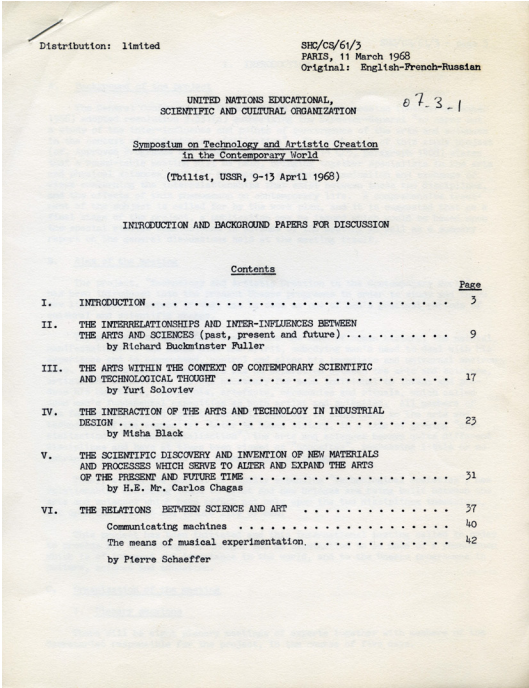 Distribution: limited
SHC/CS/61/3
PARIS, 11 March 1968
Original: English-French-Russian
07-3-1
UNITED NATIONS EDUCATIONAL,
SCIENTIFIC AND CULTURAL ORGANIZATION
Symposium on Technology and Artistic Creation
in the Contemporary World
(Tbilisi, USSR, 9-13 April 1968)
INTRODUCTION AND BACKGROUND PAPERS FOR DISCUSSION
Contents
Page
I. INTRODUCTION . . . . . . . . . . . . . . . . . . . . . . . . . . . . 3
II. THE INTERRELATIONSHIPS AND INTER-INFLUENCES BETWEEN
THE ARTS AND SCIENCES (past, present and future) . . . . . . . . . . . 9
by Richard Buckminster Fuller
III. THE ARTS WITHIN THE CONTEXT OF CONTEMPORARY SCIENTIFIC
AND TECHNOLOGICAL THOUGHT . . . . . . . . . . . . . . . . . . . . . . 17
by Yuri Soloviev
IV. THE INTERACTION OF THE ARTS AND TECHNOLOGY IN INDUSTRIAL
DESIGN . . . . . . . . . . . . . . . . . . . . . . . . . . . . . . . . 23
by Misha Black
V. THE SCIENTIFIC DISCOVERY AND INVENTION OF NEW MATERIALS
AND PROCESSES WHICH SERVE TO ALTER AND EXPAND THE ARTS
OF THE PRESENT AND FUTURE TIME . . . . . . . . . . . . . . . . . . . . 31
by H.E. Mr. Carlos Chagas
VI. THE RELATIONS BETWEEN SCIENCE AND ART . . . . . . . . . . . . . . . 37
Communicating machines . . . . . . . . . . . . . . . . . . . . . 40
The means of musical experimentation. . . . . . . . . . . . . . 42
by Pierre Schaeffer